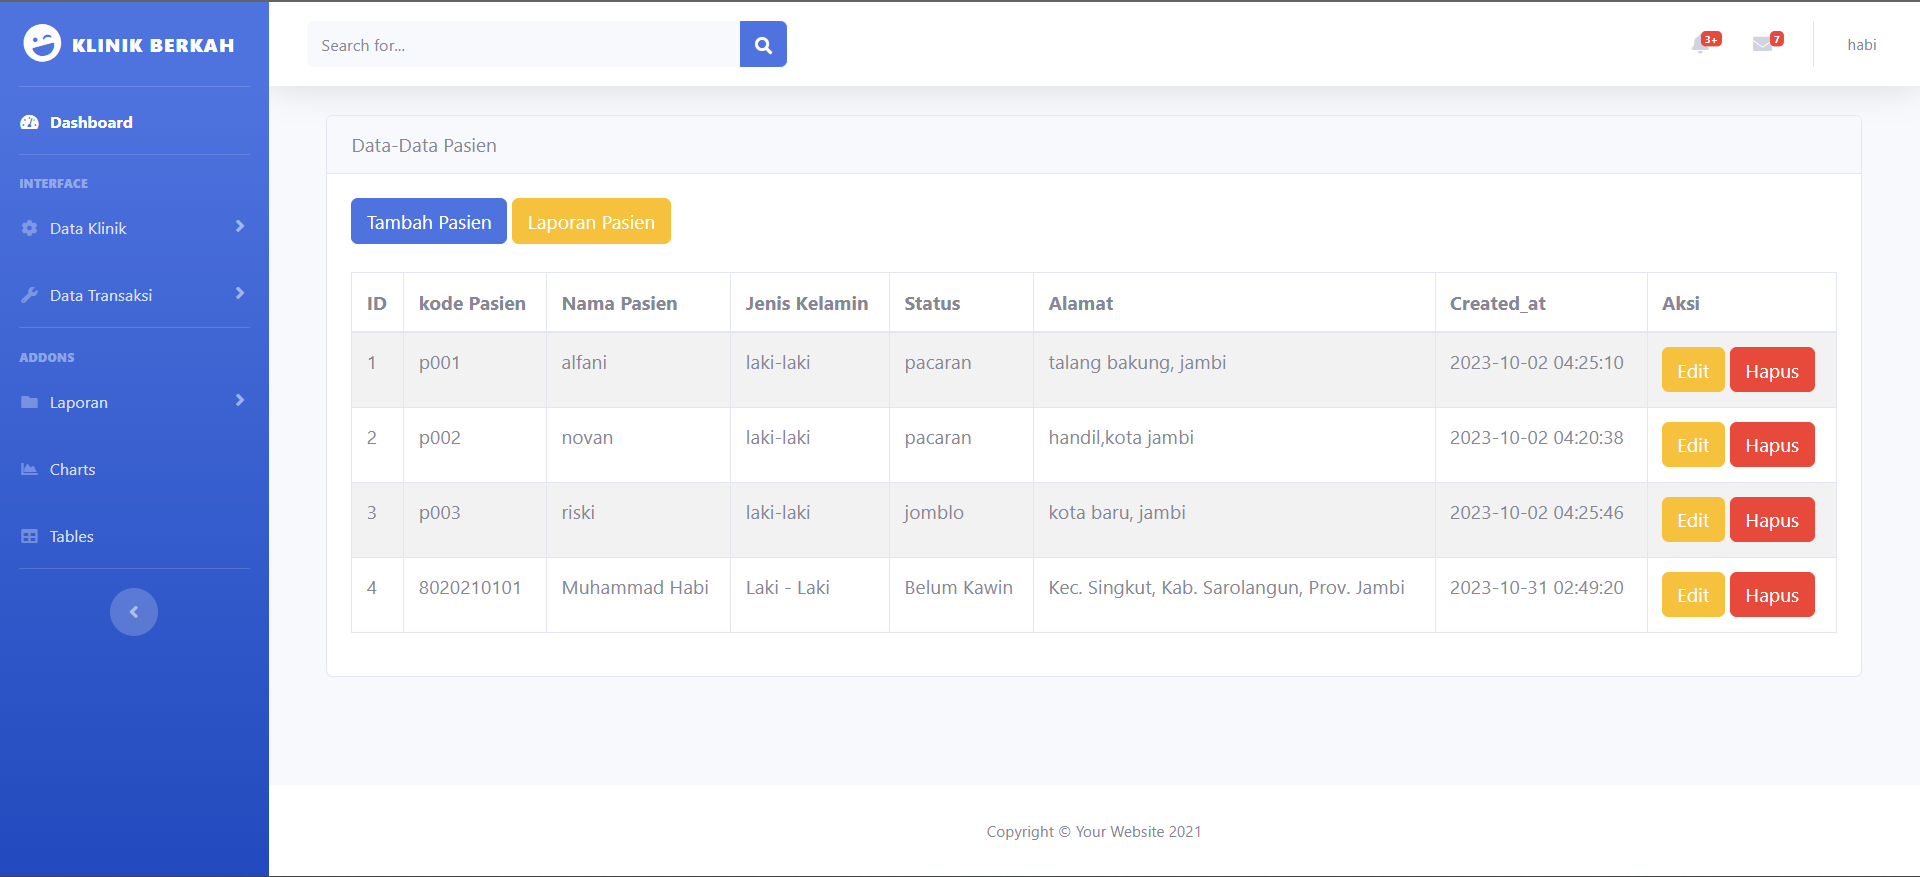 KLINIK BERKAH
Search for...
3+
7
habi
Dashboard
INTERFACE
Data Klinik
Data Transaksi
ADDONS
Laporan
Charts
Tables
Data-Data Pasien
Tambah Pasien Laporan Pasien
ID kode Pasien Nama Pasien Jenis Kelamin Status Alamat Created_at Aksi
1 p001 alfani laki-laki pacaran talang bakung, jambi 2023-10-02 04:25:10 Edit Hapus
2 p002 novan laki-laki pacaran handil,kota jambi 2023-10-02 04:20:38 Edit Hapus
3 p003 riski laki-laki jomblo kota baru, jambi 2023-10-02 04:25:46 Edit Hapus
4 8020210101 Muhammad Habi Laki - Laki Belum Kawin Kec. Singkut, Kab. Sarolangun, Prov. Jambi 2023-10-31 02:49:20 Edit Hapus
Copyright © Your Website 2021